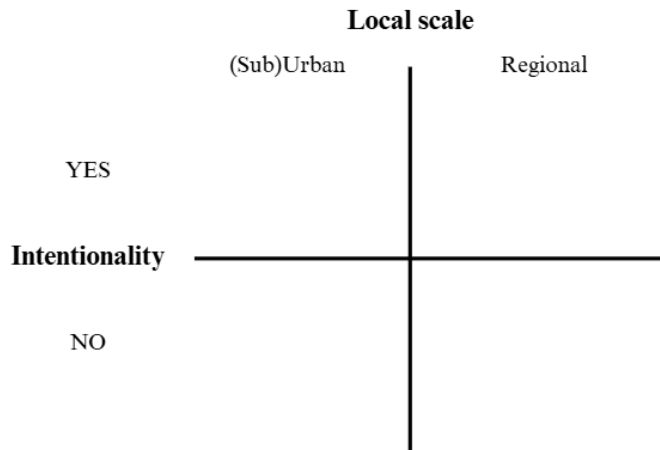 Local scale
(Sub)Urban Regional
YES
Intentionality
NO